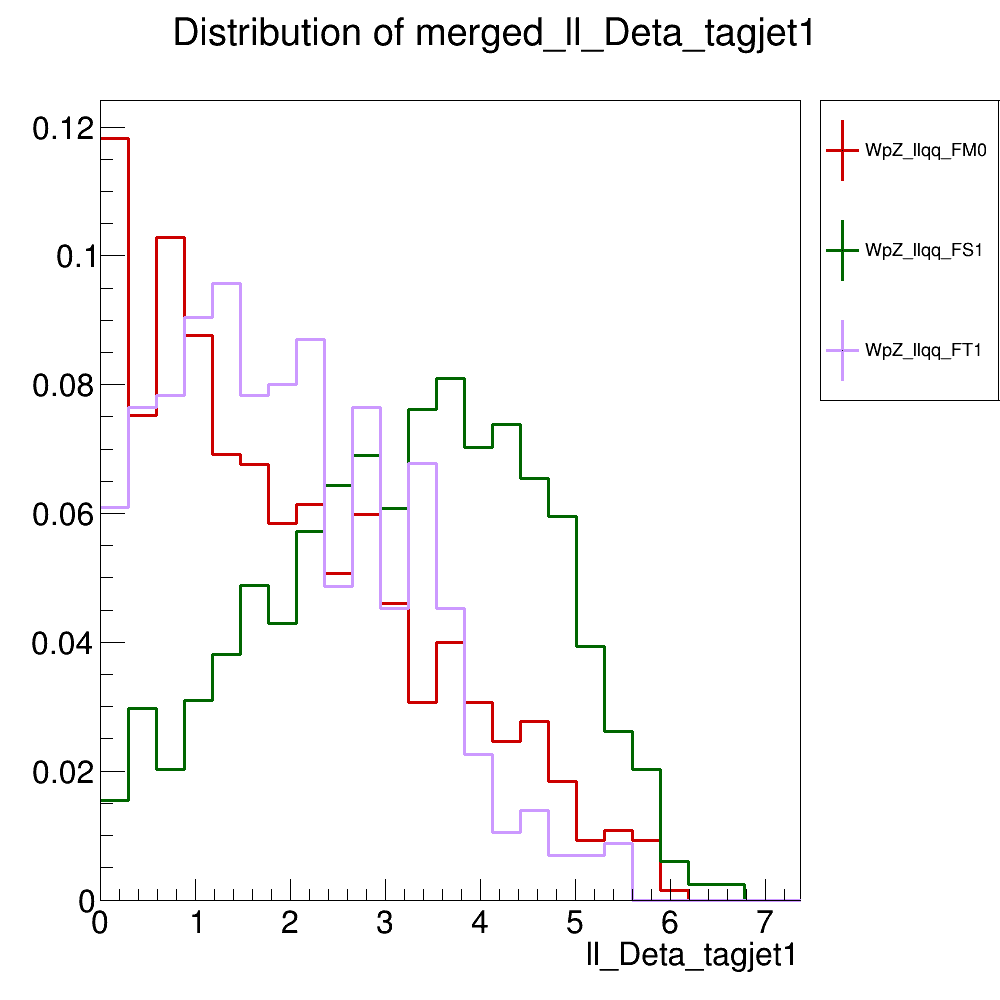 Distribution of merged_ll_Deta_tagjet1
0.12
0.1
0.08
0.06
0.04
0.02
0
0 1 2 3 4 5 6 7
ll_Deta_tagjet1
WpZ_llqq_FM0
WpZ_llqq_FS1
WpZ_llqq_FT1